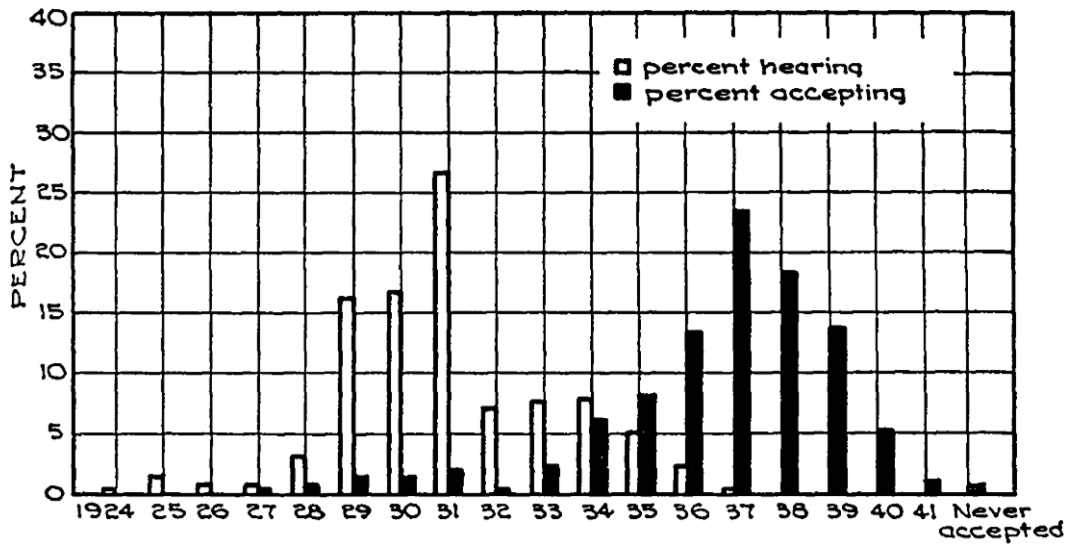 40
35
30
25
20
15
10
5
0
PERCENT
percent hearing
percent accepting
1924 25 26 27 28 29 30 31 32 33 34 35 36 37 38 39 40 41 Never
accepted